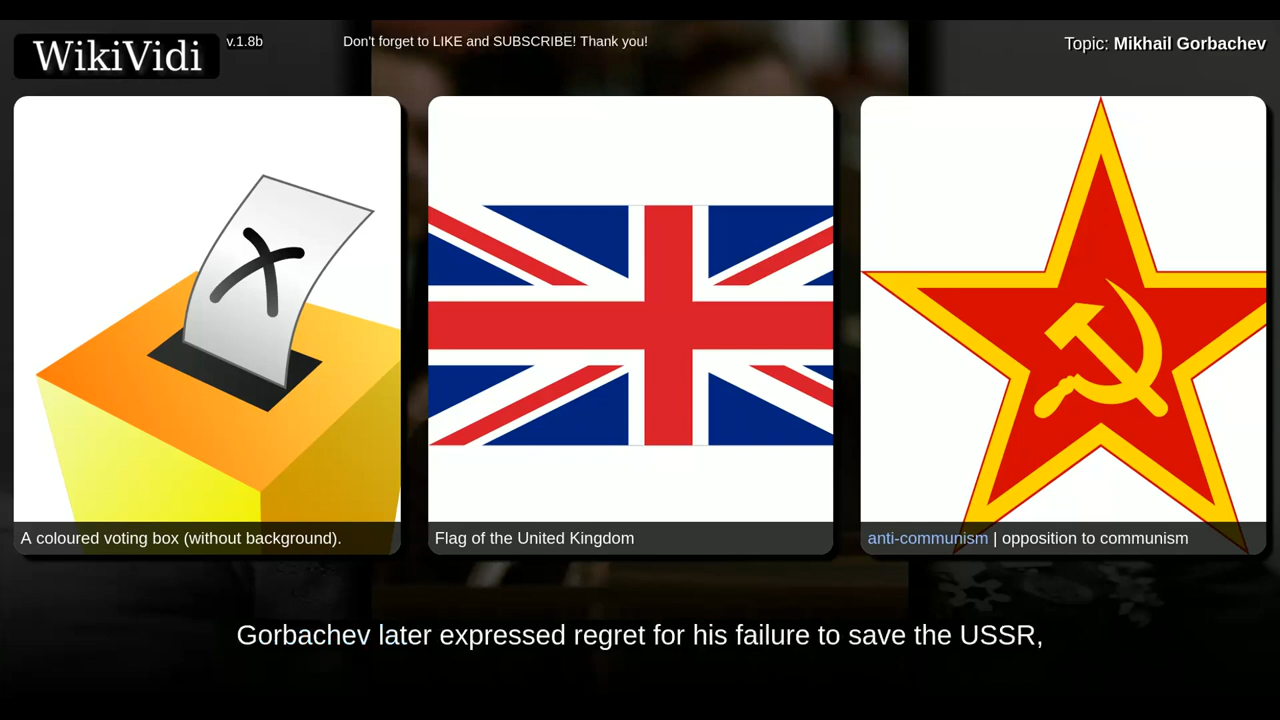 WikiVidi
v.1.8b
Don't forget to LIKE and SUBSCRIBE! Thank you!
Topic: Mikhail Gorbachev
A coloured voting box (without background).
Flag of the United Kingdom
anti-communism | opposition to communism
Gorbachev later expressed regret for his failure to save the USSR,